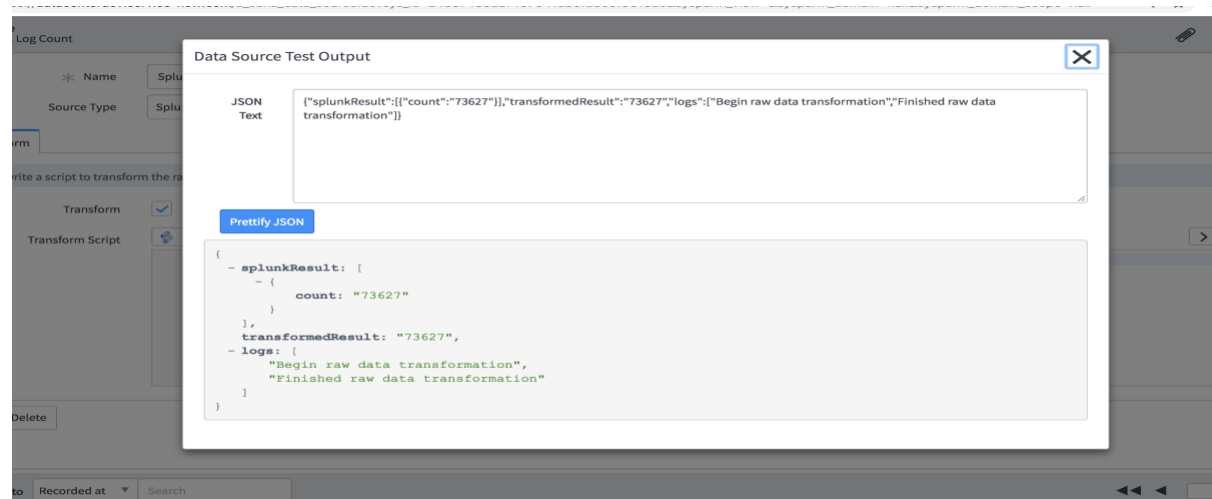 Log Count
Data Source Test Output
Name
Splu
Source Type
Splu
JSON Text
{"splunkResult":[{"count":"73627"}],"transformedResult":"73627","logs":["Begin raw data transformation","Finished raw data
transformation"]}
rm
rite a script to transform the ra
Transform
Transform Script
Prettify JSON
{
- splunkResult: [
- {
count: "73627"
}
],
transformedResult: "73627",
- logs: [
"Begin raw data transformation",
"Finished raw data transformation"
]
}
Delete
to Recorded at Search